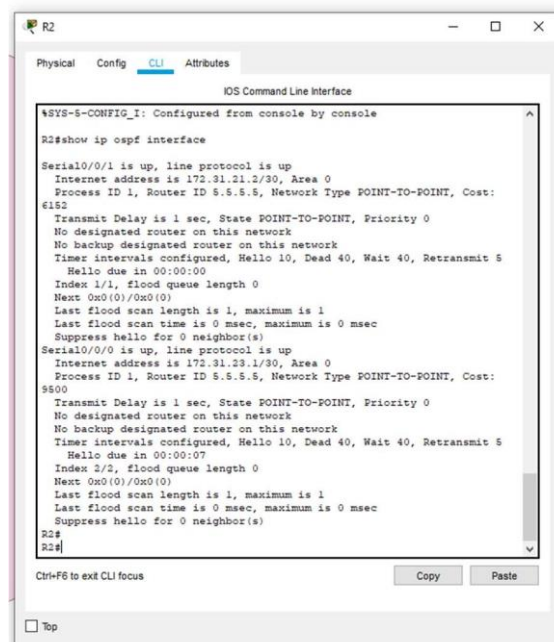 R2
Physical Config CLI Attributes
IOS Command Line Interface
%SYS-5-CONFIG_I: Configured from console by console
R2#show ip ospf interface
Serial0/0/1 is up, line protocol is up
Internet address is 172.31.21.2/30, Area 0
Process ID 1, Router ID 5.5.5.5, Network Type POINT-TO-POINT, Cost:
6152
Transmit Delay is 1 sec, State POINT-TO-POINT, Priority 0
No designated router on this network
No backup designated router on this network
Timer intervals configured, Hello 10, Dead 40, Wait 40, Retransmit 5
Hello due in 00:00:00
Index 1/1, flood queue length 0
Next 0x0(0)/0x0(0)
Last flood scan length is 1, maximum is 1
Last flood scan time is 0 msec, maximum is 0 msec
Suppress hello for 0 neighbor(s)
Serial0/0/0 is up, line protocol is up
Internet address is 172.31.23.1/30, Area 0
Process ID 1, Router ID 5.5.5.5, Network Type POINT-TO-POINT, Cost:
9500
Transmit Delay is 1 sec, State POINT-TO-POINT, Priority 0
No designated router on this network
No backup designated router on this network
Timer intervals configured, Hello 10, Dead 40, Wait 40, Retransmit 5
Hello due in 00:00:07
Index 2/2, flood queue length 0
Next 0x0(0)/0x0(0)
Last flood scan length is 1, maximum is 1
Last flood scan time is 0 msec, maximum is 0 msec
Suppress hello for 0 neighbor(s)
R2#
R2#
Ctrl+F6 to exit CLI focus
Copy Paste
Top